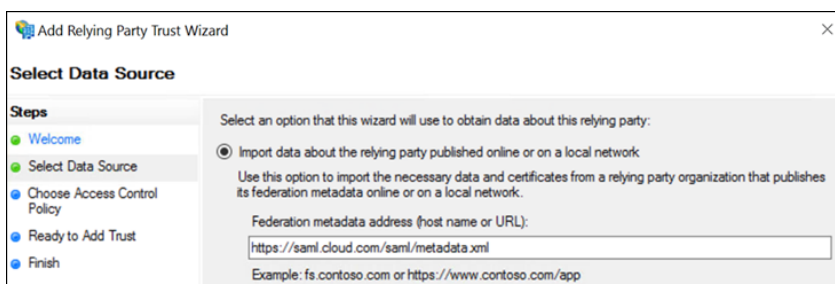 Add Relying Party Trust Wizard
Select Data Source
Steps
Welcome
Select Data Source
Choose Access Control
Policy
Ready to Add Trust
Finish
Select an option that this wizard will use to obtain data about this relying party:
Import data about the relying party published online or on a local network
Use this option to import the necessary data and certificates from a relying party organization that publishes
its federation metadata online or on a local network.
Federation metadata address (host name or URL):
https://saml.cloud.com/saml/metadata.xml
Example: fs.contoso.com or https://www.contoso.com/app